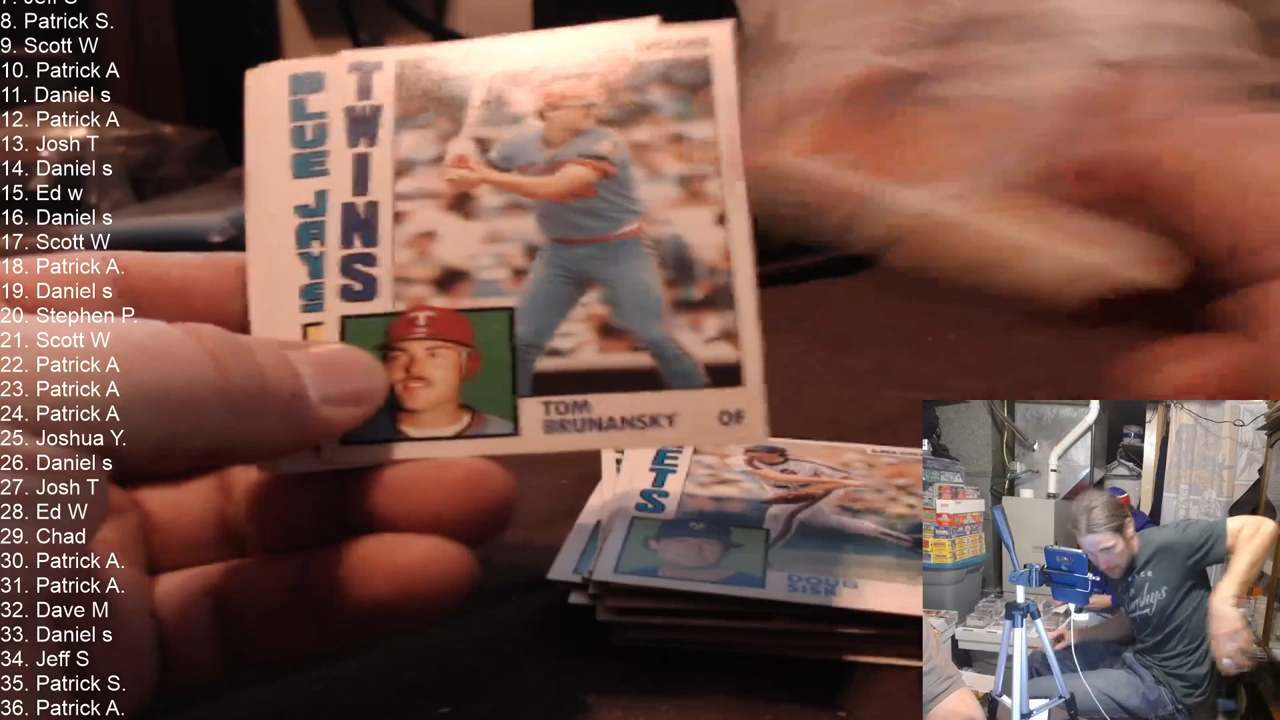 7. Jeff S
8. Patrick S.
9. Scott W
10. Patrick A
11. Daniel s
12. Patrick A
13. Josh T
14. Daniel s
15. Ed w
16. Daniel s
17. Scott W
18. Patrick A.
19. Daniel s
20. Stephen P.
21. Scott W
22. Patrick A
23. Patrick A
24. Patrick A
25. Joshua Y.
26. Daniel s
27. Josh T
28. Ed W
29. Chad
30. Patrick A.
31. Patrick A.
32. Dave M
33. Daniel s
34. Jeff S
35. Patrick S.
36. Patrick A.
BLUE JAYS
TWINS
T
TOM
BRUNANSKY OF
ETS
DOUG
SISK